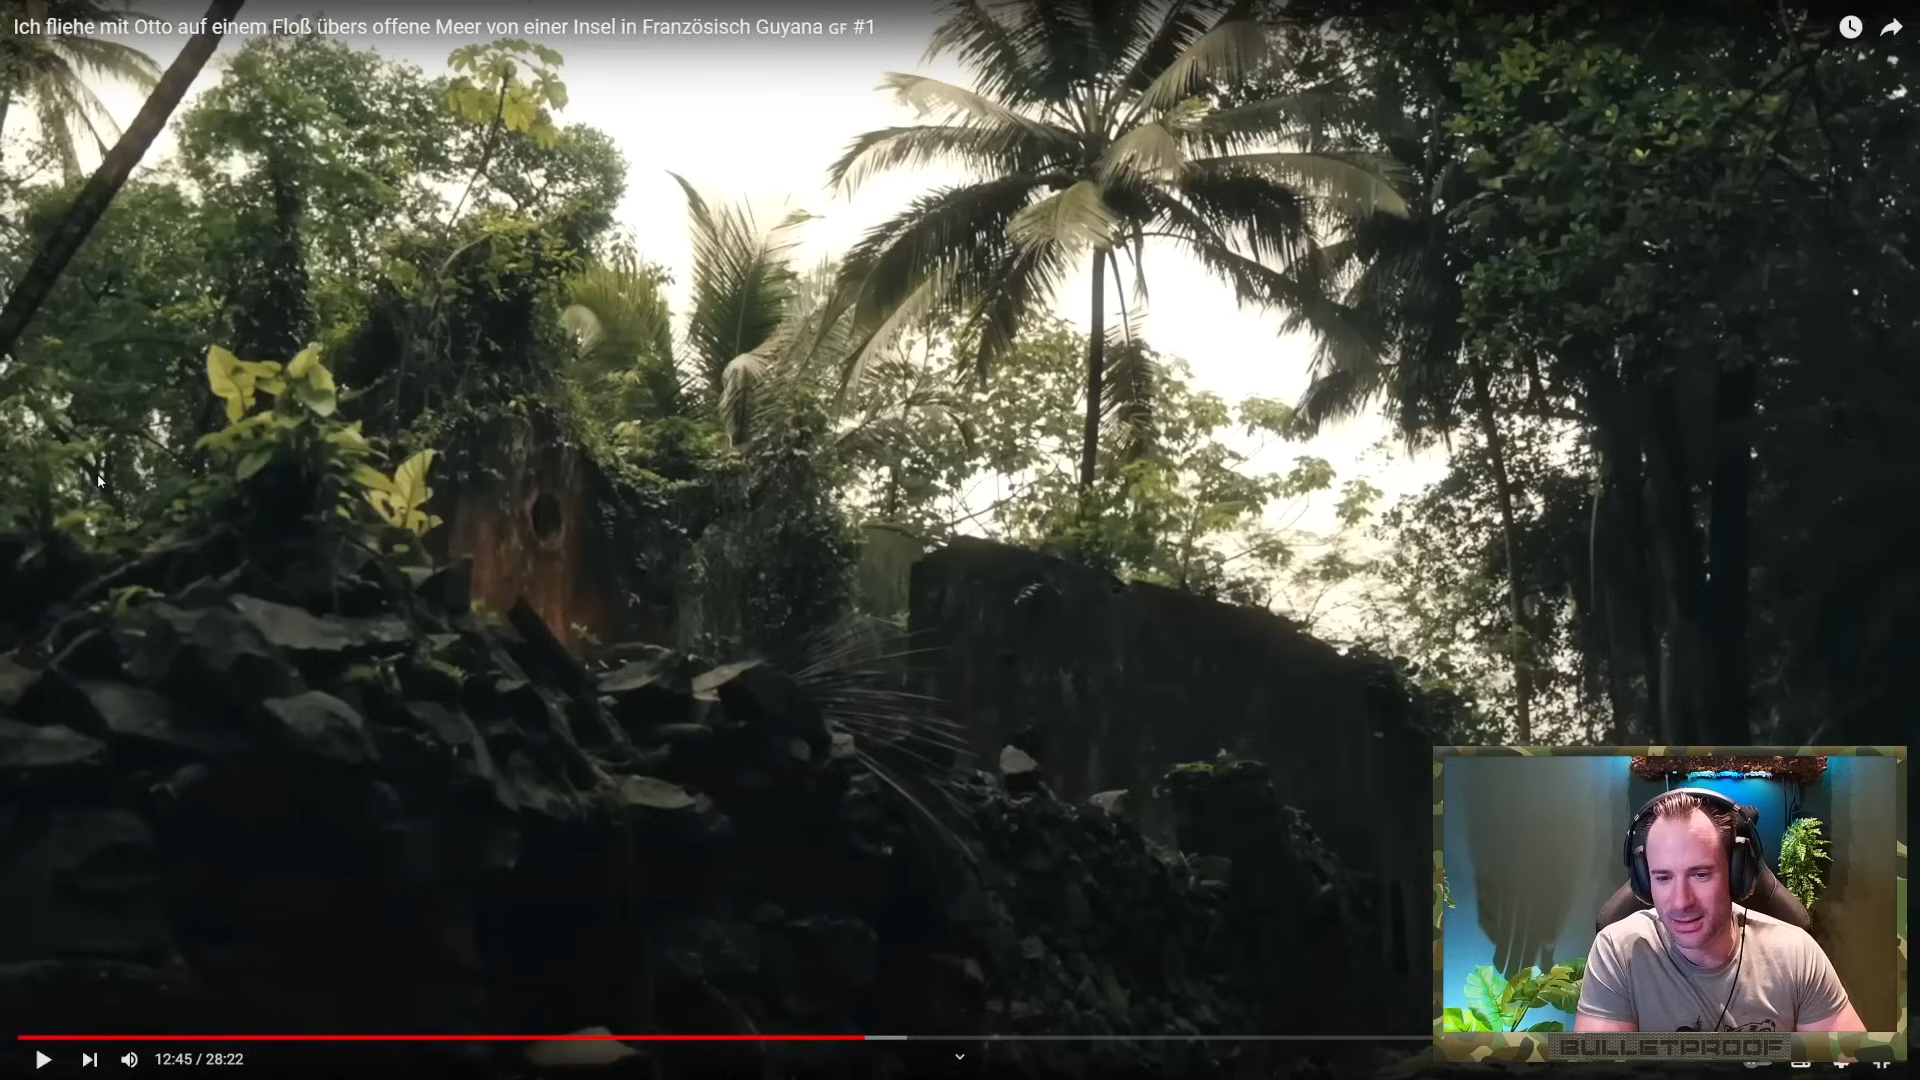 Ich fliehe mit Otto auf einem Floß übers offene Meer von einer Insel in Französisch Guyana GF #1
12:45 / 28:22
BULLETPROOF